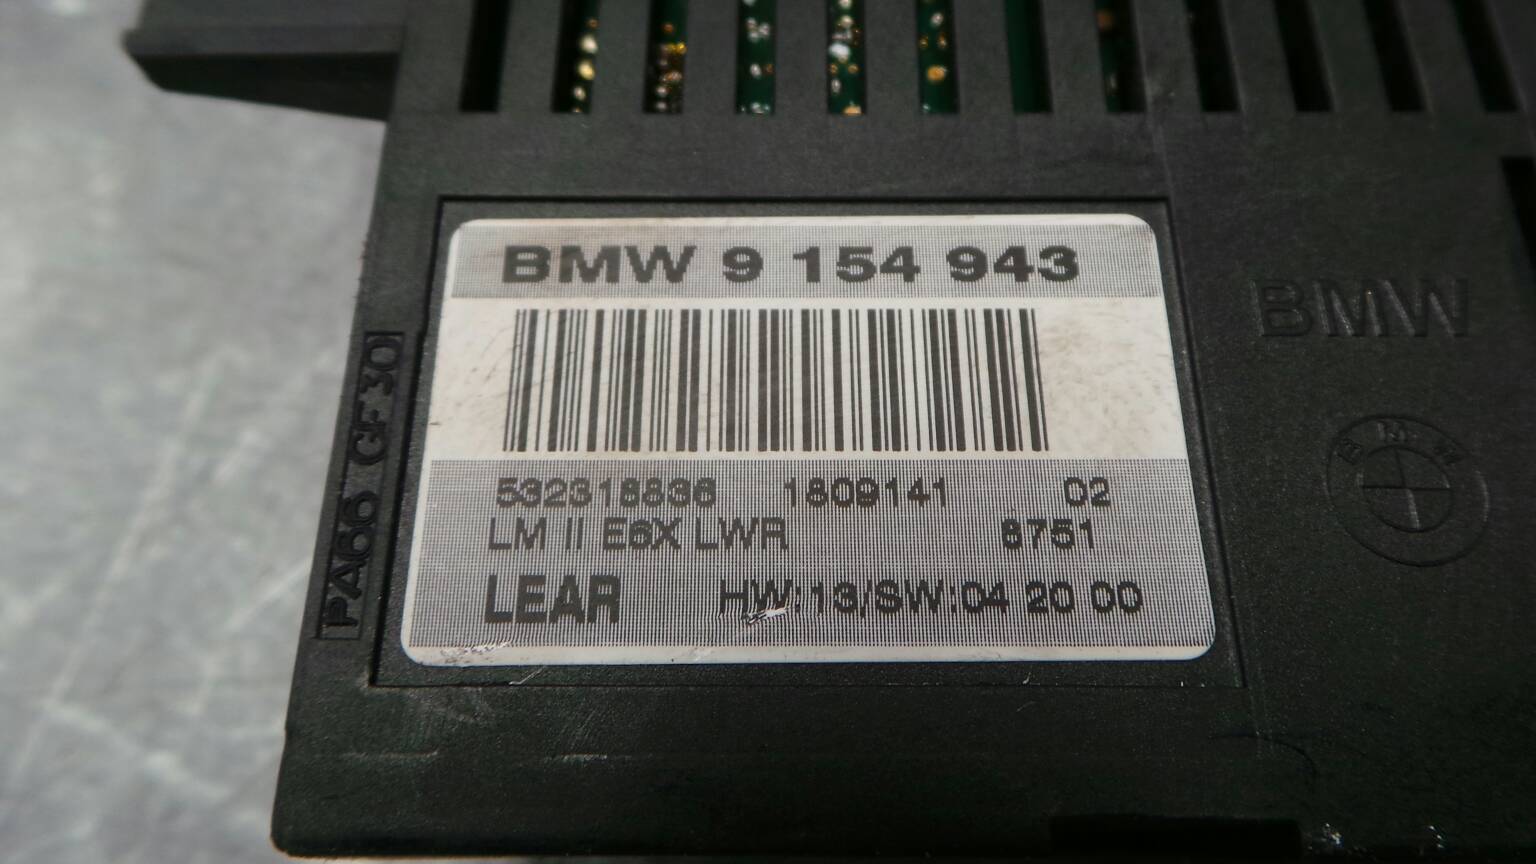 BMW 9 154 943
532318836 1809141 02
LM II E6X LWR 8751
LEAR HW:13/SW:04 20 00
PA66 GF30
BMW
BMW